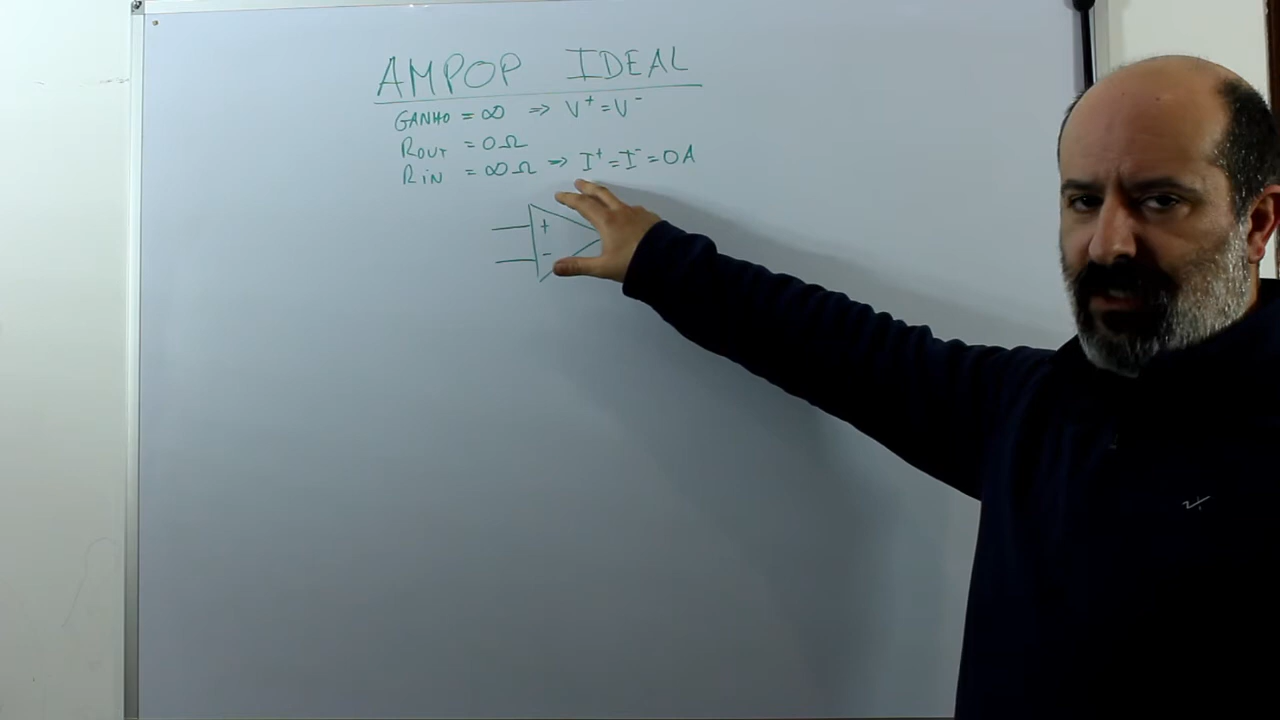 AMPOP IDEAL
GANHO = ∞ => V⁺ = V⁻
ROUT = 0Ω
RIN = ∞Ω => I⁺ = I⁻ = 0A
+
-